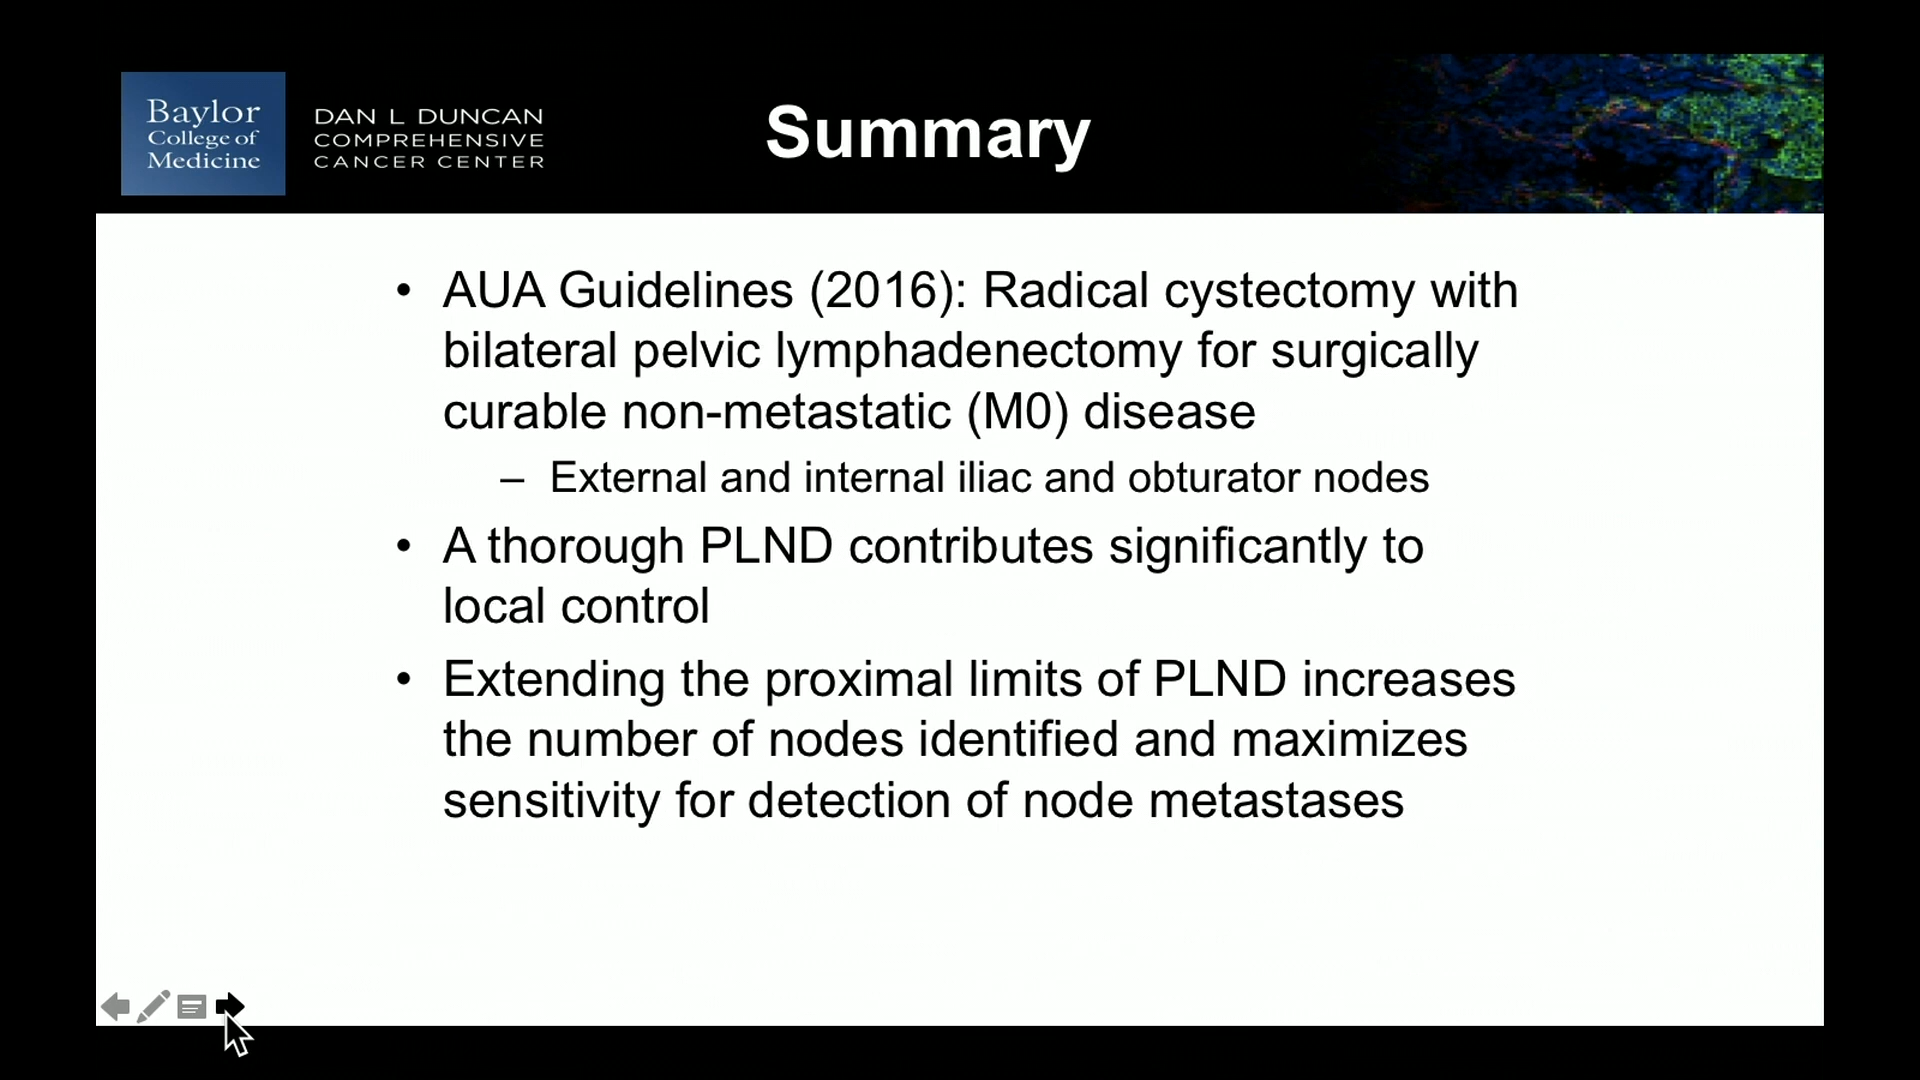 Baylor
College of
Medicine
DAN L DUNCAN
COMPREHENSIVE
CANCER CENTER
Summary
• AUA Guidelines (2016): Radical cystectomy with
bilateral pelvic lymphadenectomy for surgically
curable non-metastatic (M0) disease
– External and internal iliac and obturator nodes
• A thorough PLND contributes significantly to
local control
• Extending the proximal limits of PLND increases
the number of nodes identified and maximizes
sensitivity for detection of node metastases